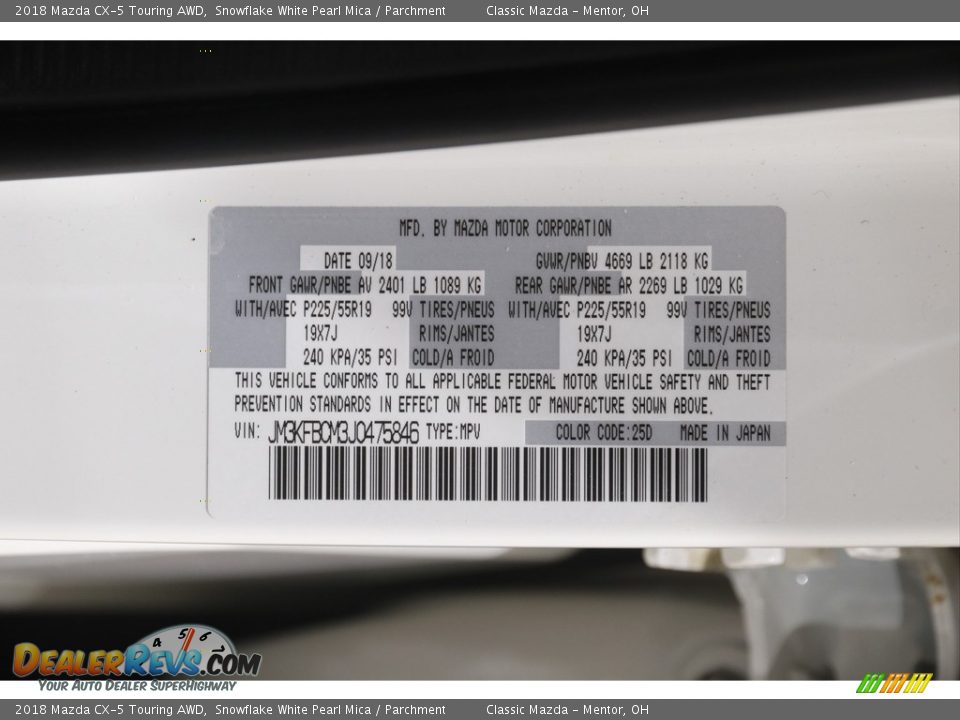 2018 Mazda CX-5 Touring AWD, Snowflake White Pearl Mica / Parchment Classic Mazda - Mentor, OH
MFD. BY MAZDA MOTOR CORPORATION
DATE 09/18 GVWR/PNBV 4669 LB 2118 KG
FRONT GAWR/PNBE AV 2401 LB 1089 KG REAR GAWR/PNBE AR 2269 LB 1029 KG
WITH/AVEC P225/55R19 99V TIRES/PNEUS WITH/AVEC P225/55R19 99V TIRES/PNEUS
19X7J RIMS/JANTES 19X7J RIMS/JANTES
240 KPA/35 PSI COLD/A FROID 240 KPA/35 PSI COLD/A FROID
THIS VEHICLE CONFORMS TO ALL APPLICABLE FEDERAL MOTOR VEHICLE SAFETY AND THEFT
PREVENTION STANDARDS IN EFFECT ON THE DATE OF MANUFACTURE SHOWN ABOVE.
VIN: JM3KFBCM3J0475846 TYPE:MPV COLOR CODE:25D MADE IN JAPAN
4 5 6 7
DEALERREVS.COM
YOUR AUTO DEALER SUPERHIGHWAY
2018 Mazda CX-5 Touring AWD, Snowflake White Pearl Mica / Parchment Classic Mazda - Mentor, OH